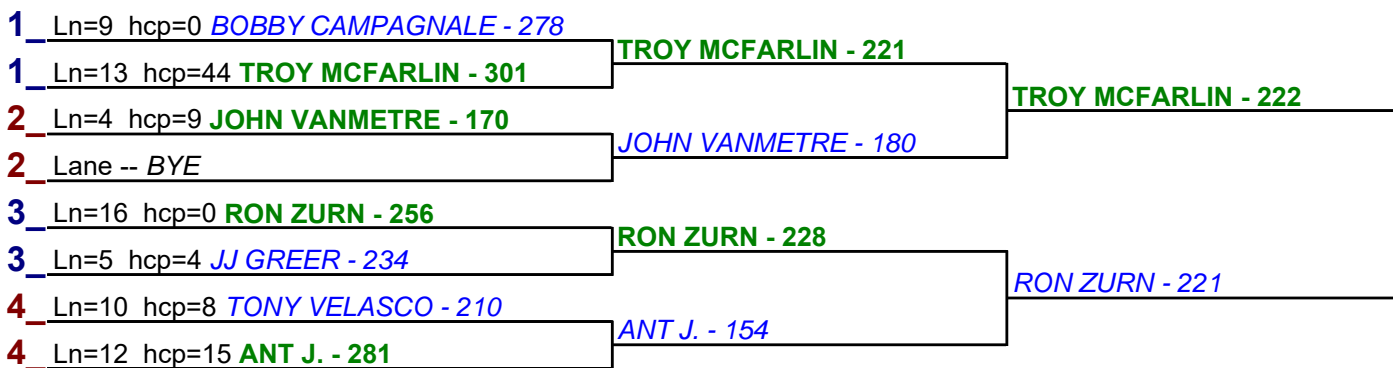 1_ Ln=9 hcp=0 BOBBY CAMPAGNALE - 278
TROY MCFARLIN - 221
1_ Ln=13 hcp=44 TROY MCFARLIN - 301
TROY MCFARLIN - 222
2_ Ln=4 hcp=9 JOHN VANMETRE - 170
JOHN VANMETRE - 180
2_ Lane -- BYE
3_ Ln=16 hcp=0 RON ZURN - 256
RON ZURN - 228
3_ Ln=5 hcp=4 JJ GREER - 234
RON ZURN - 221
4_ Ln=10 hcp=8 TONY VELASCO - 210
ANT J. - 154
4_ Ln=12 hcp=15 ANT J. - 281